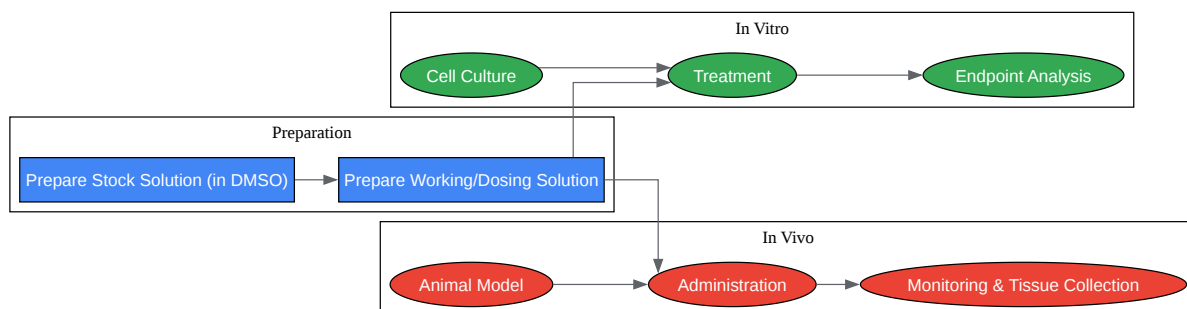 In Vitro
Cell Culture
Treatment
Endpoint Analysis
Preparation
Prepare Stock Solution (in DMSO)
Prepare Working/Dosing Solution
In Vivo
Animal Model
Administration
Monitoring & Tissue Collection